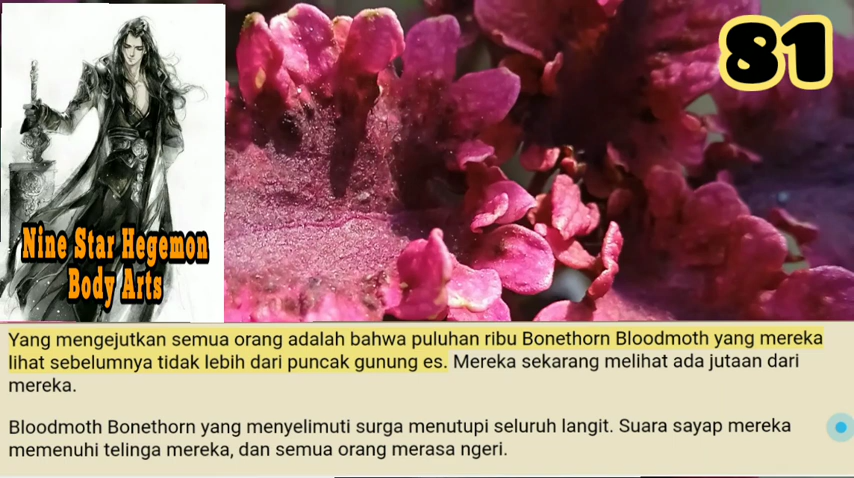 81
Nine Star Hegemon
Body Arts
Yang mengejutkan semua orang adalah bahwa puluhan ribu Bonethorn Bloodmoth yang mereka
lihat sebelumnya tidak lebih dari puncak gunung es. Mereka sekarang melihat ada jutaan dari
mereka.
Bloodmoth Bonethorn yang menyelimuti surga menutupi seluruh langit. Suara sayap mereka
memenuhi telinga mereka, dan semua orang merasa ngeri.